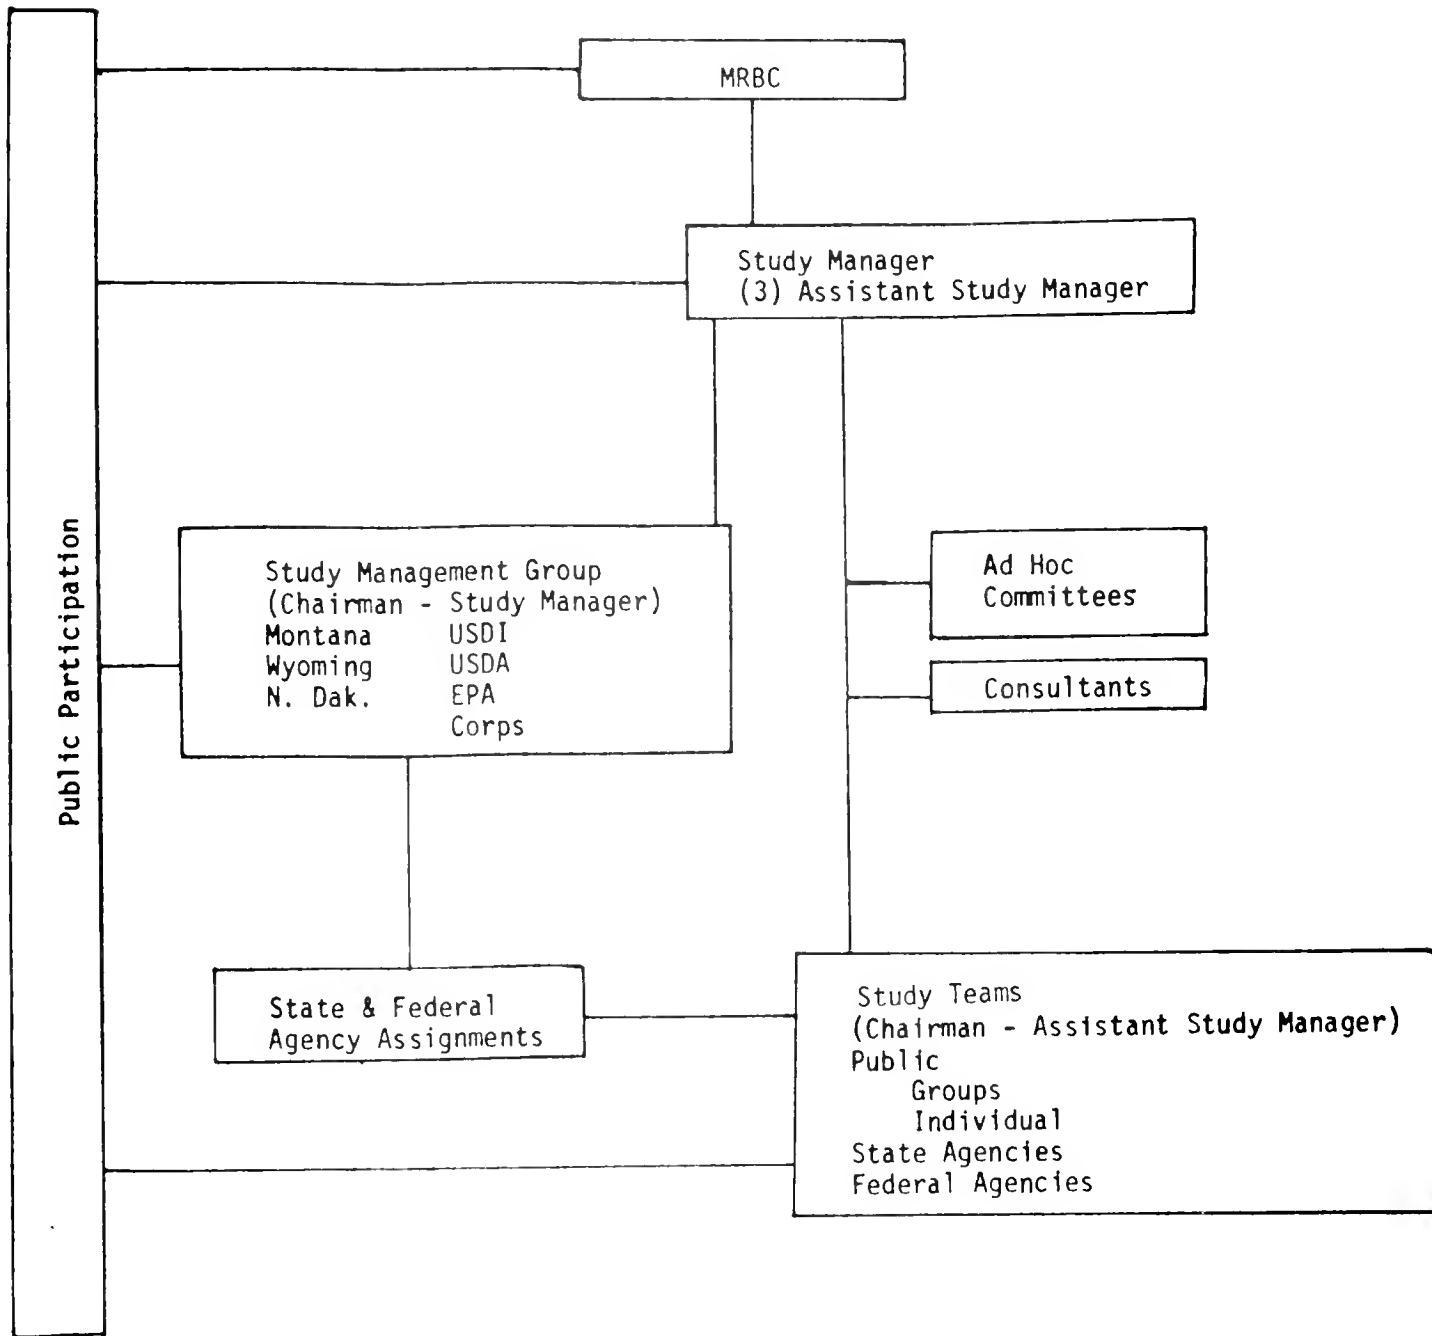 MRBC
Study Manager
(3) Assistant Study Manager
Public Participation
Study Management Group
(Chairman - Study Manager)
Montana USDI
Wyoming USDA
N. Dak. EPA
Corps
Ad Hoc
Committees
Consultants
State & Federal
Agency Assignments
Study Teams
(Chairman - Assistant Study Manager)
Public
Groups
Individual
State Agencies
Federal Agencies